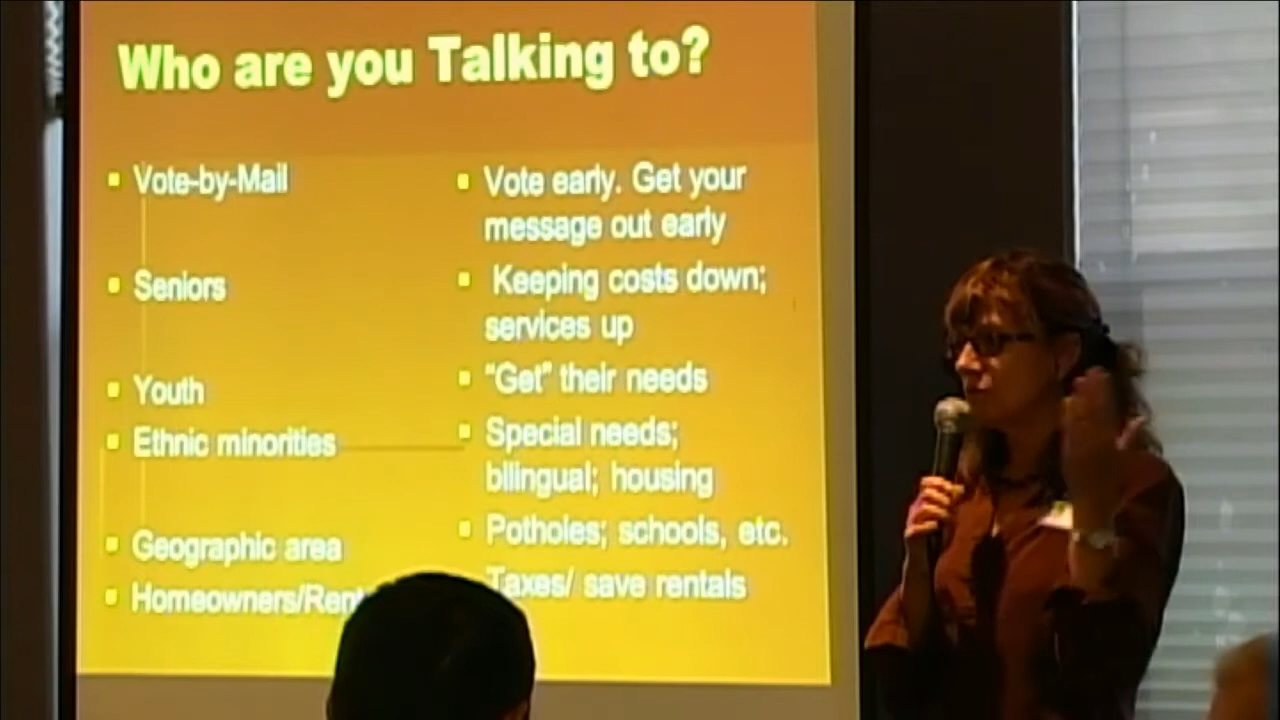 Who are you Talking to?
Vote-by-Mail
Seniors
Youth
Ethnic minorities
Geographic area
Vote early. Get your
message out early
Keeping costs down;
services up
“Get” their needs
Special needs;
bilingual; housing
Potholes; schools, etc.
Taxes/ save rentals